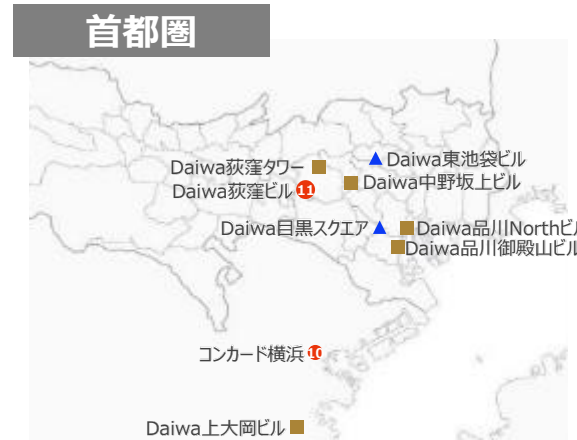 首都圏
Daiwa荻窪タワー
Daiwa東池袋ビル
Daiwa荻窪ビル 11
Daiwa中野坂上ビル
Daiwa目黒スクエア
Daiwa品川Northビル
Daiwa品川御殿山ビル
コンカード横浜 10
Daiwa上大岡ビル